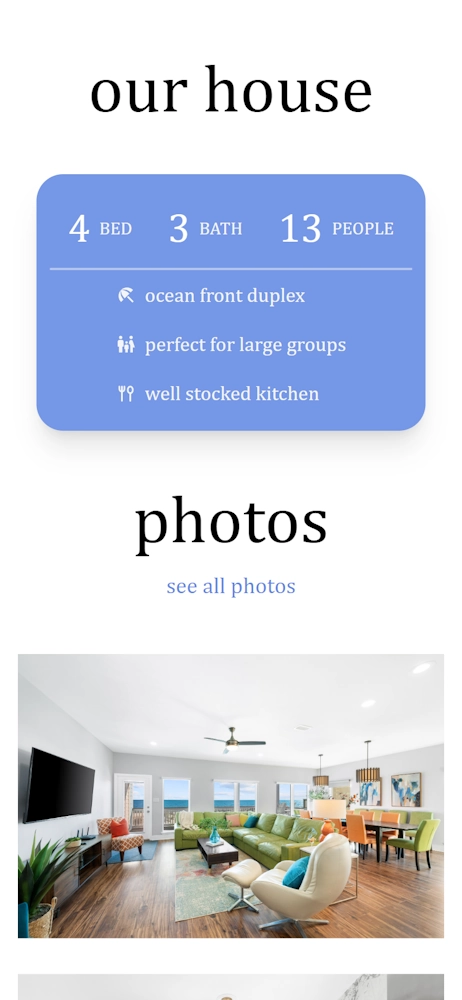 our house
4 BED 3 BATH 13 PEOPLE
ocean front duplex
perfect for large groups
well stocked kitchen
photos
see all photos